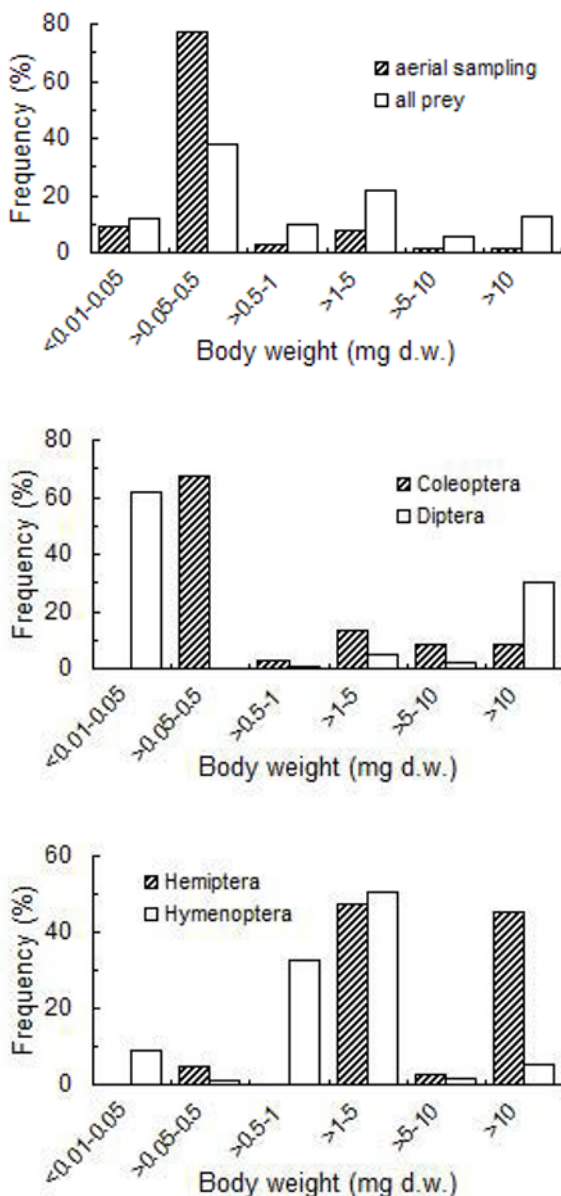 80
60
40
20
0
Frequency (%)
aerial sampling
all prey
<0.01-0.05
>0.05-0.5
>0.5-1
>1-5
>5-10
>10
Body weight (mg d.w.)
80
60
40
20
0
Frequency (%)
Coleoptera
Diptera
<0.01-0.05
>0.05-0.5
>0.5-1
>1-5
>5-10
>10
Body weight (mg d.w.)
60
40
20
0
Frequency (%)
Hemiptera
Hymenoptera
<0.01-0.05
>0.05-0.5
>0.5-1
>1-5
>5-10
>10
Body weight (mg d.w.)